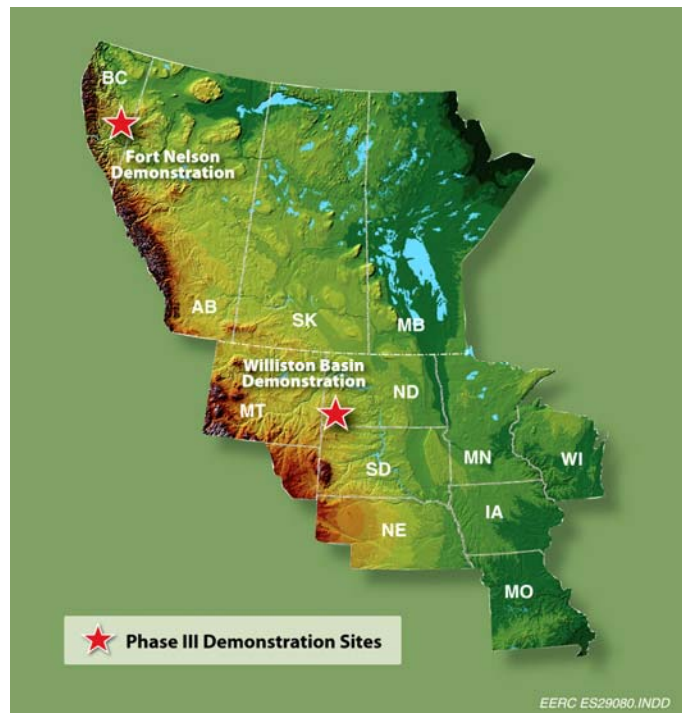 BC
Fort Nelson
Demonstration
AB
SK
MB
Williston Basin
Demonstration
MT
ND
SD
MN
WI
NE
IA
MO
Phase III Demonstration Sites
EERC ES29080.INDD